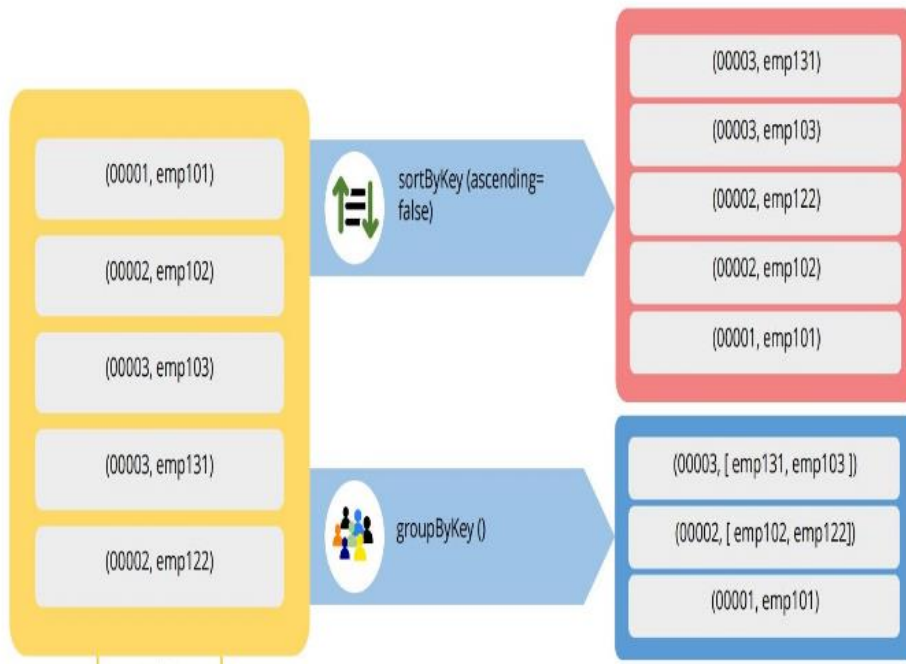 (00001, emp101)
(00002, emp102)
(00003, emp103)
(00003, emp131)
(00002, emp122)
sortByKey (ascending=
false)
groupByKey ()
(00003, emp131)
(00003, emp103)
(00002, emp122)
(00002, emp102)
(00001, emp101)
(00003, [ emp131, emp103 ])
(00002, [ emp102, emp122])
(00001, emp101)